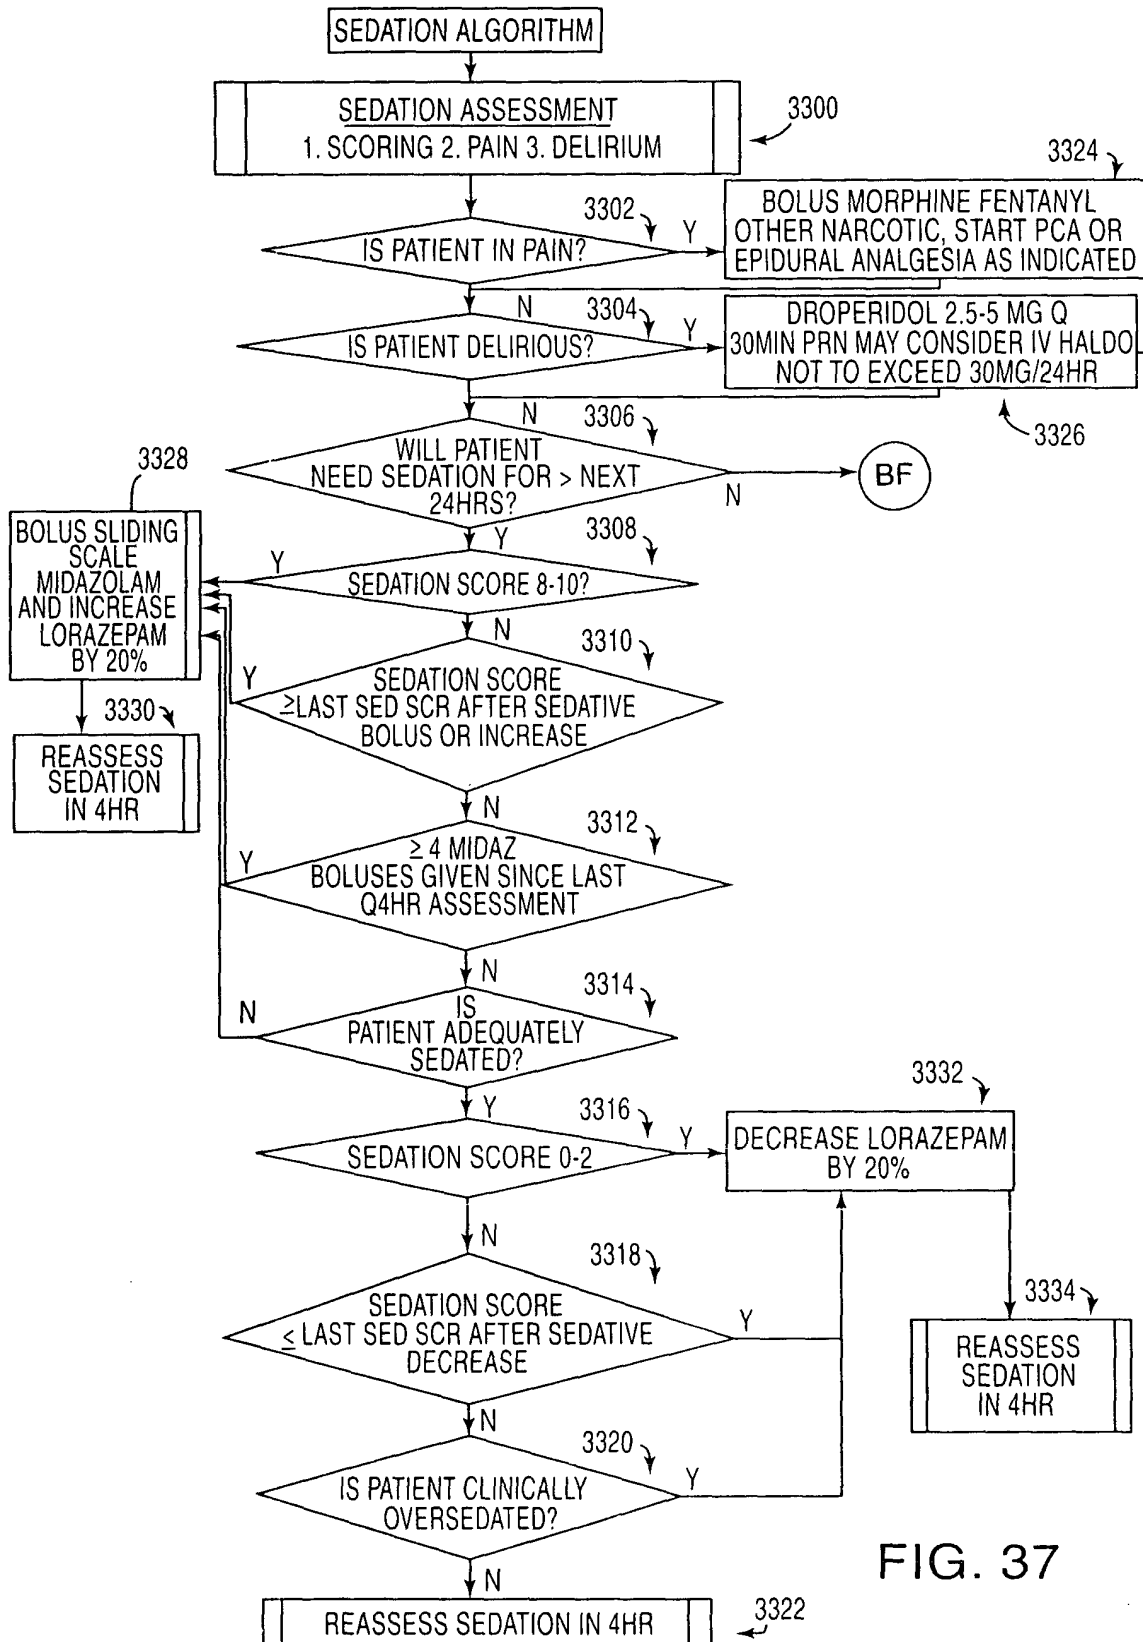 SEDATION ALGORITHM
SEDATION ASSESSMENT
1. SCORING 2. PAIN 3. DELIRIUM
3300
3324
3302
IS PATIENT IN PAIN?
Y
BOLUS MORPHINE FENTANYL
OTHER NARCOTIC, START PCA OR
EPIDURAL ANALGESIA AS INDICATED
N
3304
IS PATIENT DELIRIOUS?
Y
DROPERIDOL 2.5-5 MG Q
30MIN PRN MAY CONSIDER IV HALDOL
NOT TO EXCEED 30MG/24HR
3326
N
3306
WILL PATIENT
NEED SEDATION FOR > NEXT
24HRS?
N
BF
3328
BOLUS SLIDING
SCALE
MIDAZOLAM
AND INCREASE
LORAZEPAM
BY 20%
Y
3308
Y
SEDATION SCORE 8-10?
N
3310
Y
SEDATION SCORE
≥LAST SED SCR AFTER SEDATIVE
BOLUS OR INCREASE
3330
REASSESS
SEDATION
IN 4HR
N
3312
Y
≥ 4 MIDAZ
BOLUSES GIVEN SINCE LAST
Q4HR ASSESSMENT
N
3314
N
IS
PATIENT ADEQUATELY
SEDATED?
Y
3316
SEDATION SCORE 0-2
Y
3332
DECREASE LORAZEPAM
BY 20%
N
3318
SEDATION SCORE
≤ LAST SED SCR AFTER SEDATIVE
DECREASE
Y
3334
REASSESS
SEDATION
IN 4HR
N
3320
IS PATIENT CLINICALLY
OVERSEDATED?
Y
N
REASSESS SEDATION IN 4HR
3322
FIG. 37